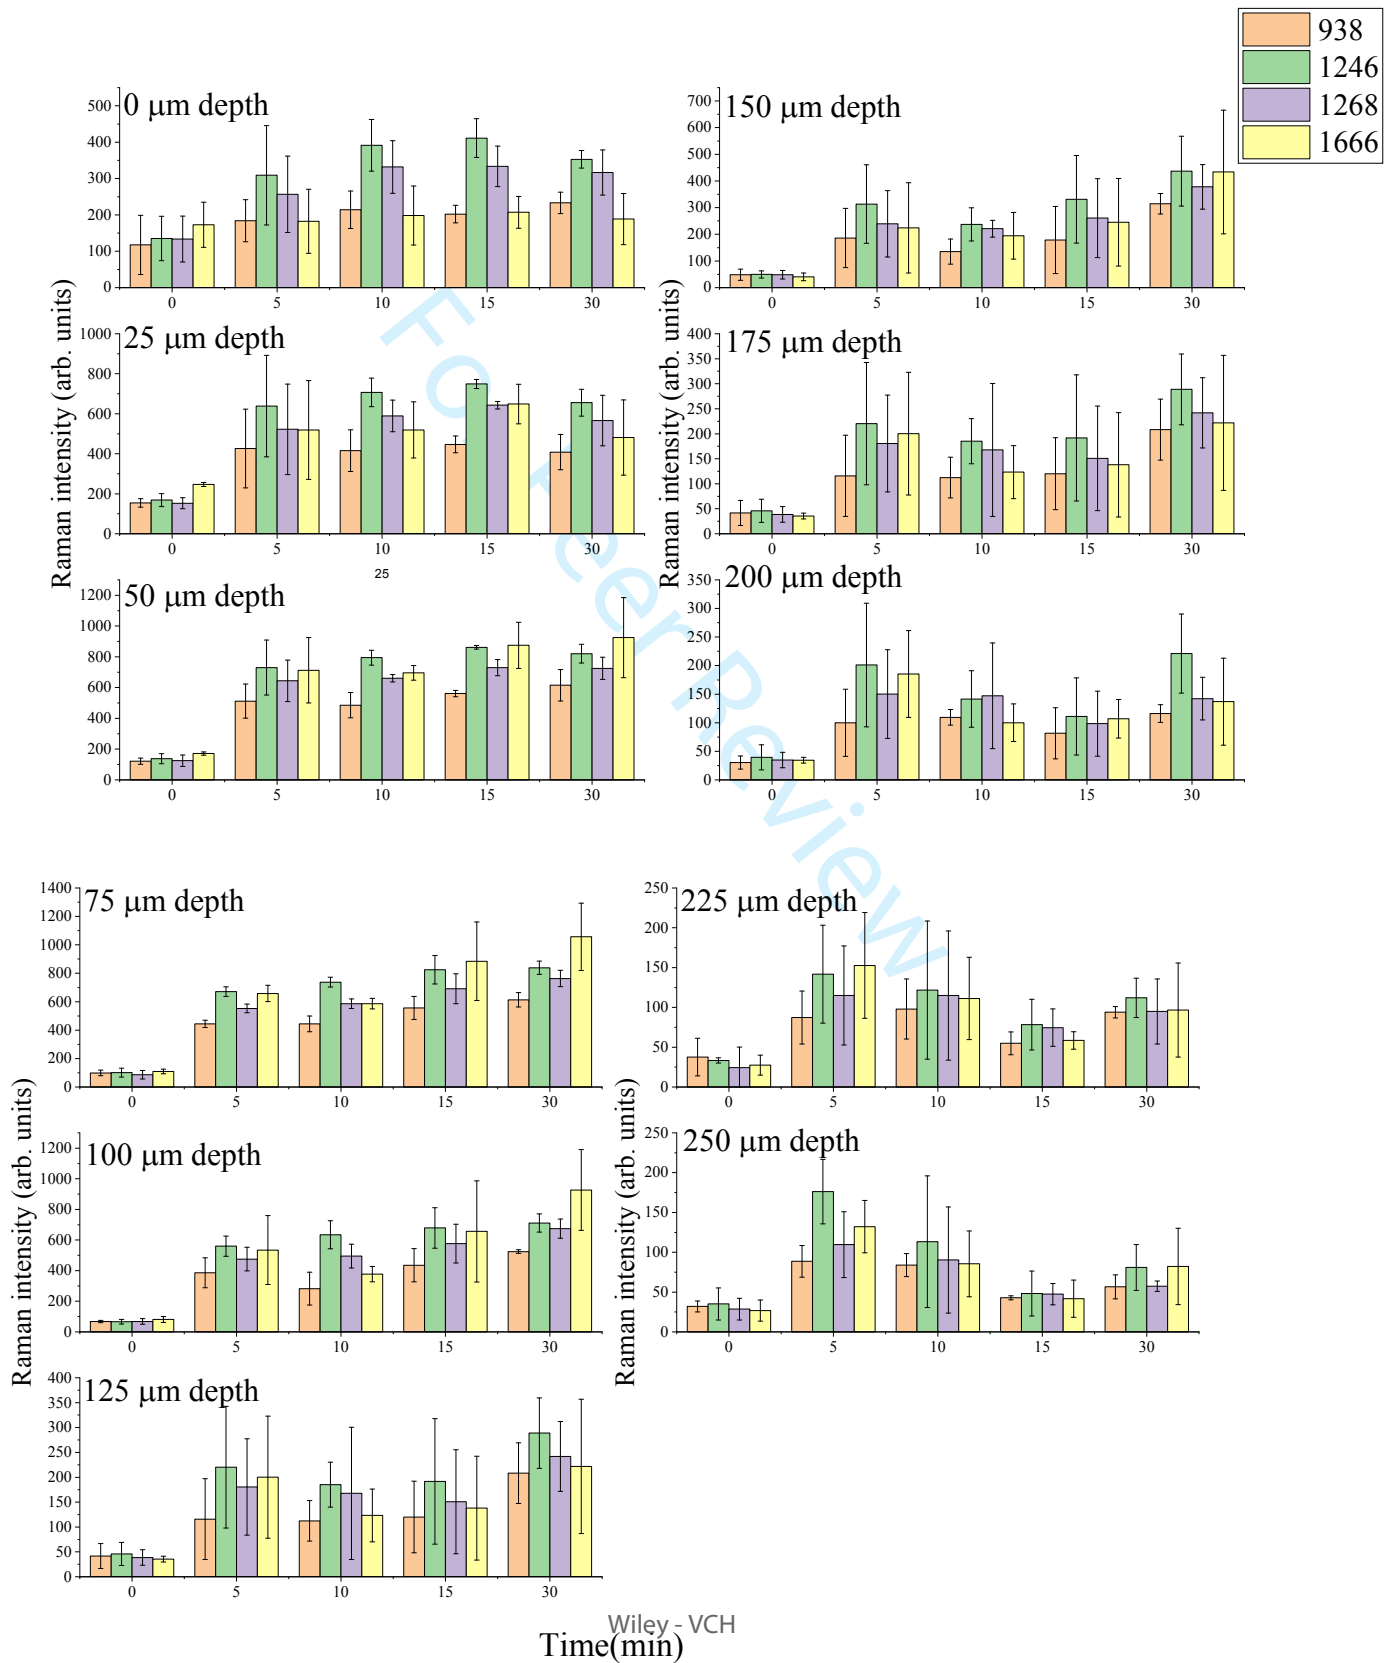 938
1246
1268
1666
0 μm depth
500
400
300
200
100
0
0 5 10 15 30
150 μm depth
700
600
500
400
300
200
100
0
0 5 10 15 30
Raman intensity (arb. units)
Raman intensity (arb. units)
25 μm depth
1000
800
600
400
200
0
0 5 10 15 30
25
175 μm depth
400
350
300
250
200
150
100
50
0
0 5 10 15 30
50 μm depth
1200
1000
800
600
400
200
0
0 5 10 15 30
200 μm depth
350
300
250
200
150
100
50
0
0 5 10 15 30
For Peer Review
75 μm depth
1400
1200
1000
800
600
400
200
0
0 5 10 15 30
225 μm depth
250
200
150
100
50
0
0 5 10 15 30
Raman intensity (arb. units)
Raman intensity (arb. units)
100 μm depth
1200
1000
800
600
400
200
0
0 5 10 15 30
250 μm depth
250
200
150
100
50
0
0 5 10 15 30
125 μm depth
400
350
300
250
200
150
100
50
0
0 5 10 15 30
Wiley - VCH
Time(min)